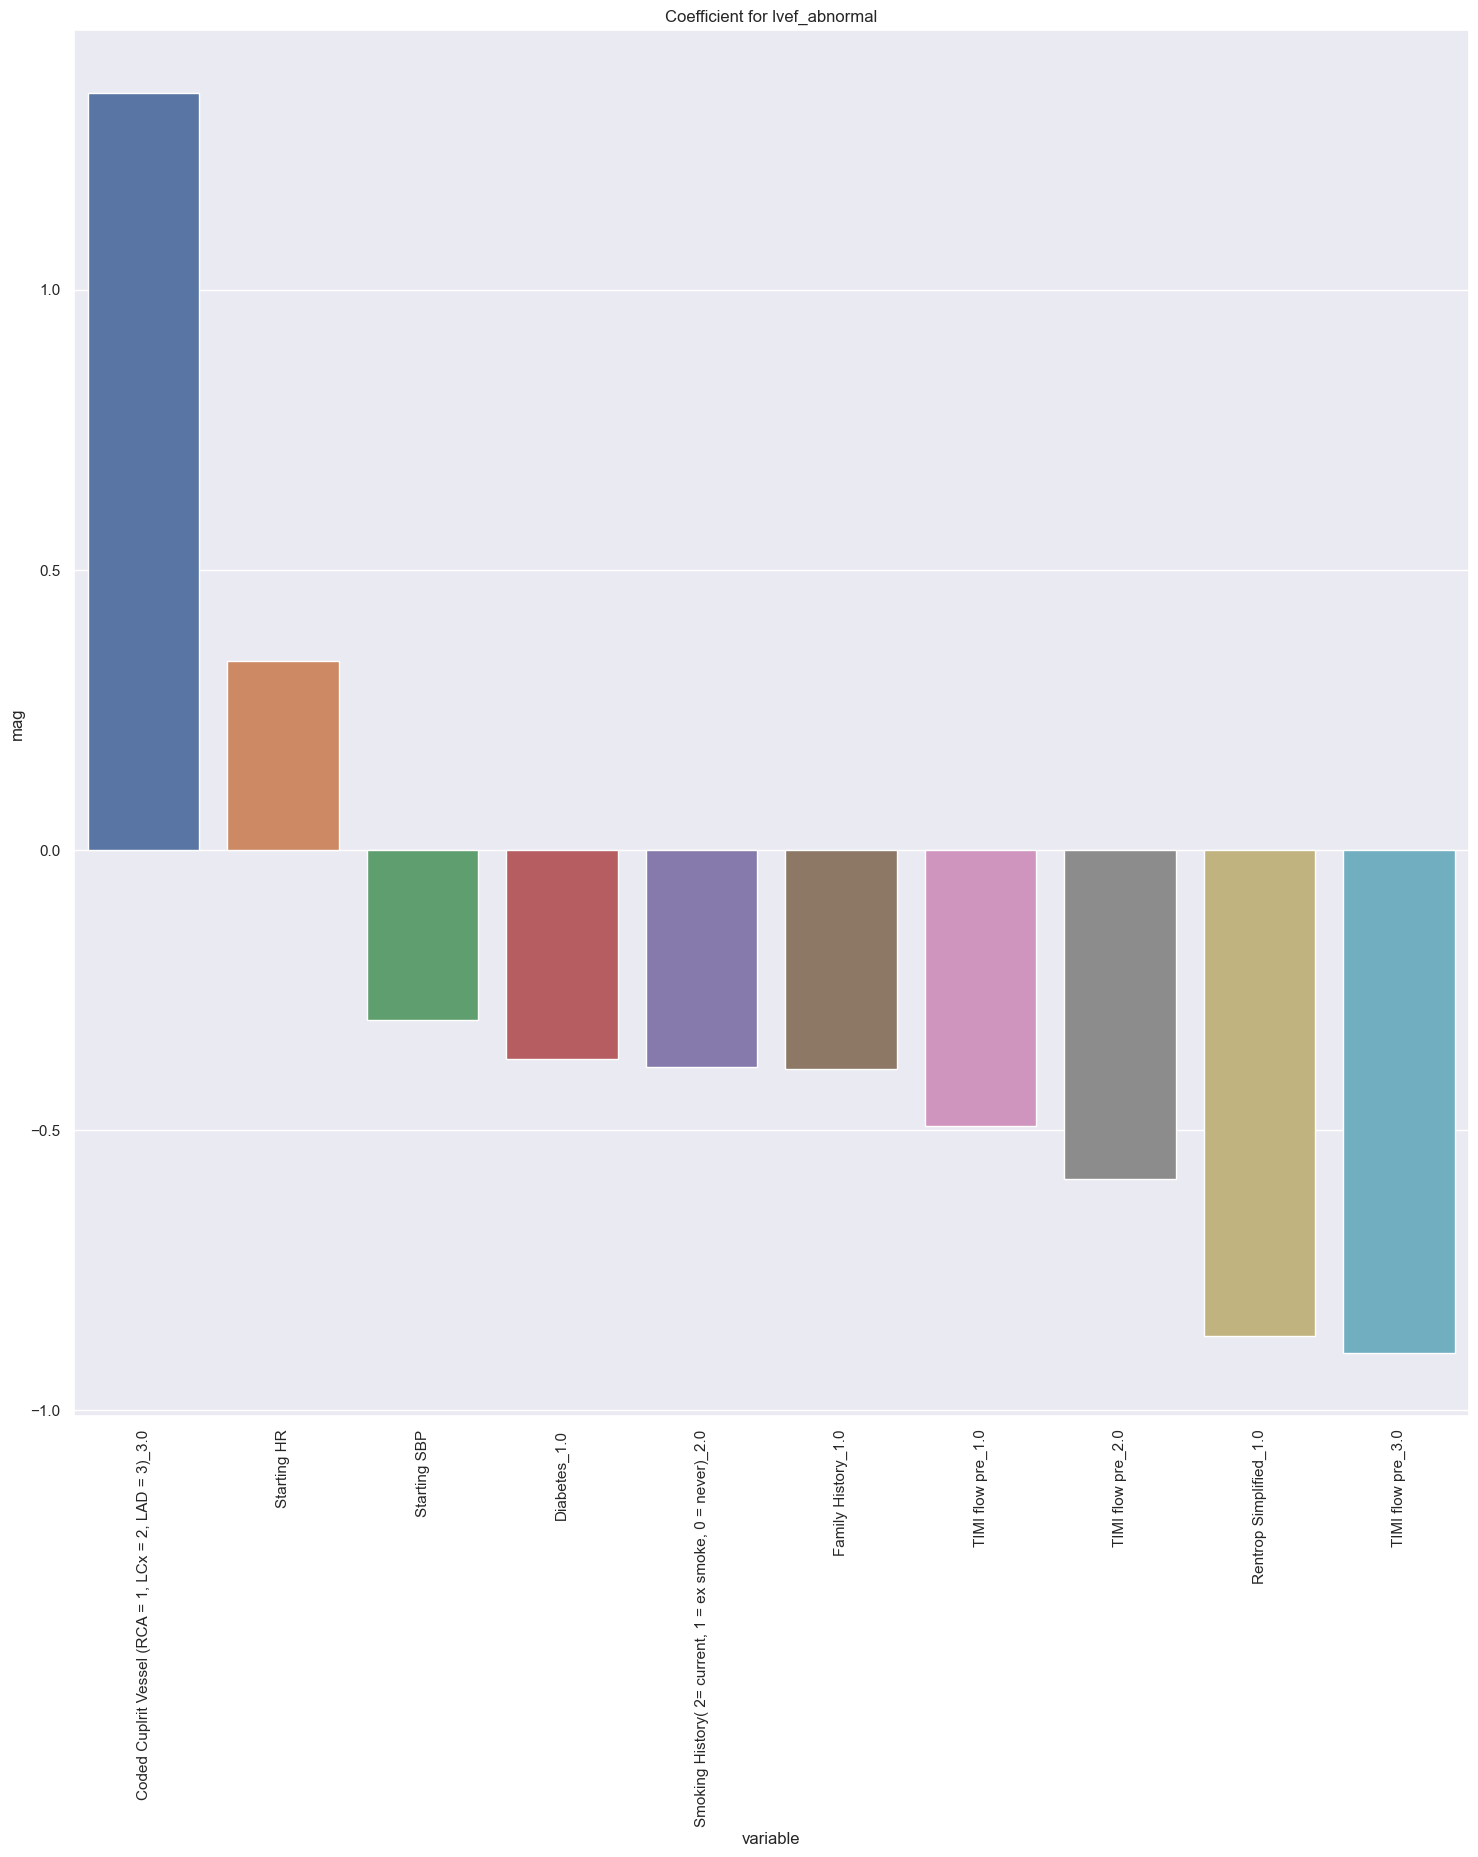 Coefficient for lvef_abnormal
mag
1.0
0.5
0.0
−0.5
−1.0
Coded Cuplrit Vessel (RCA = 1, LCx = 2, LAD = 3)_3.0
Starting HR
Starting SBP
Diabetes_1.0
Smoking History( 2= current, 1 = ex smoke, 0 = never)_2.0
Family History_1.0
TIMI flow pre_1.0
TIMI flow pre_2.0
Rentrop Simplified_1.0
TIMI flow pre_3.0
variable